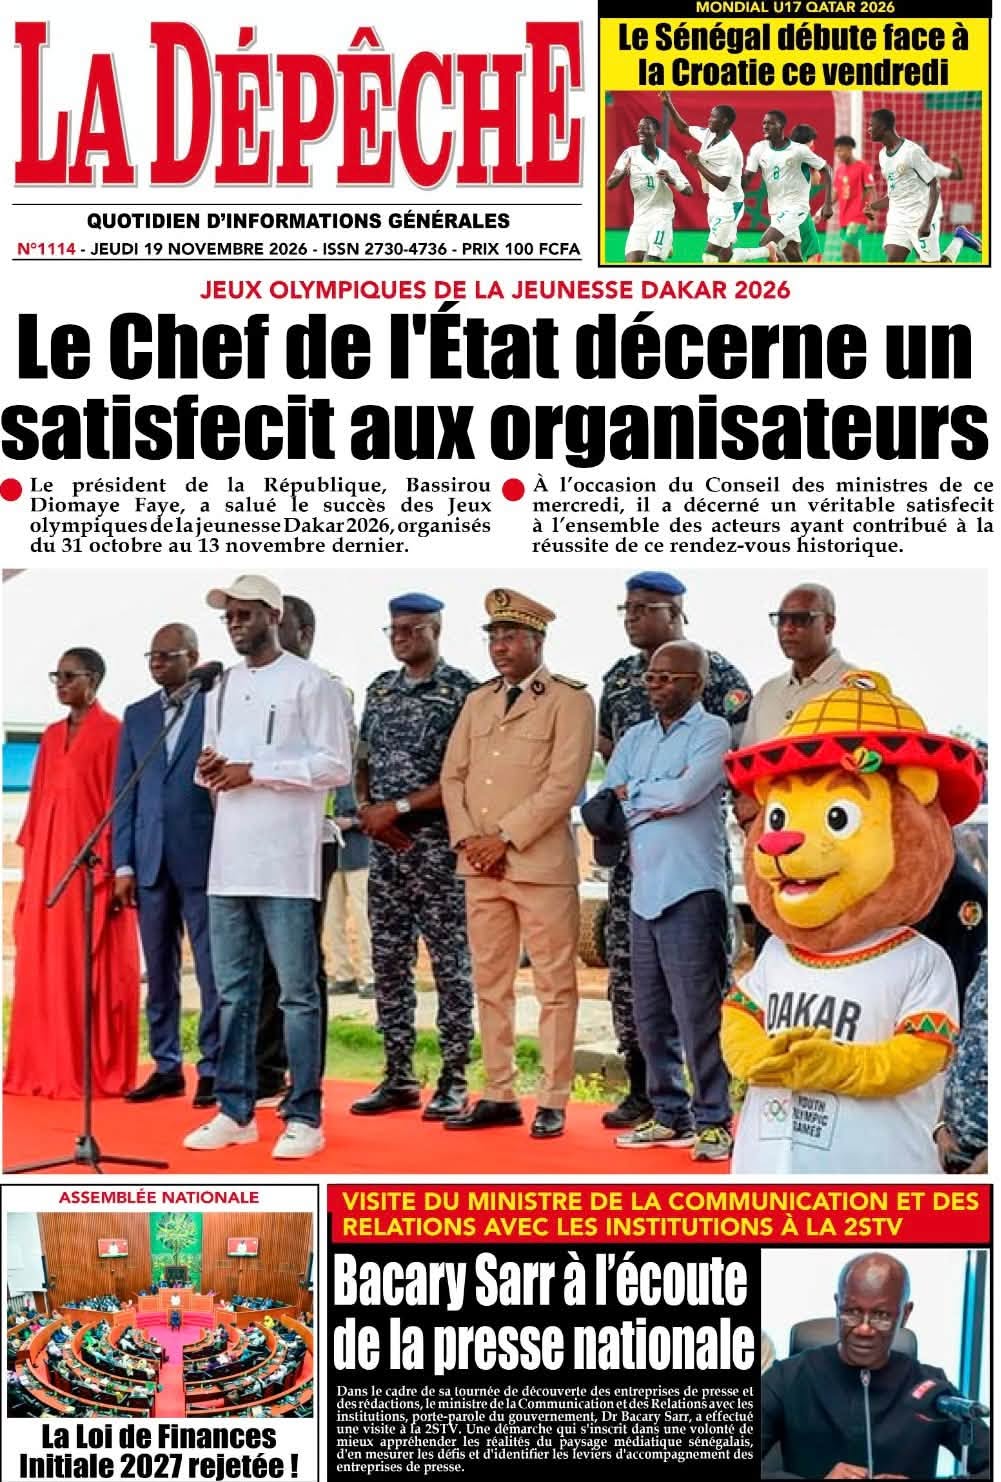 MONDIAL U17 QATAR 2026
Le Sénégal débute face à
la Croatie ce vendredi
LA DÉPÊCHE
QUOTIDIEN D'INFORMATIONS GÉNÉRALES
N°1114 - JEUDI 19 NOVEMBRE 2026 - ISSN 2730-4736 - PRIX 100 FCFA
JEUX OLYMPIQUES DE LA JEUNESSE DAKAR 2026
Le Chef de l'État décerne un
satisfecit aux organisateurs
Le président de la République, Bassirou
Diomaye Faye, a salué le succès des Jeux
olympiques de la jeunesse Dakar 2026, organisés
du 31 octobre au 13 novembre dernier.
À l'occasion du Conseil des ministres de ce
mercredi, il a décerné un véritable satisfecit
à l'ensemble des acteurs ayant contribué à la
réussite de ce rendez-vous historique.
DAKAR
YOUTH
OLYMPIC
GAMES
ASSEMBLÉE NATIONALE
La Loi de Finances
Initiale 2027 rejetée !
VISITE DU MINISTRE DE LA COMMUNICATION ET DES
RELATIONS AVEC LES INSTITUTIONS À LA 2STV
Bacary Sarr à l'écoute
de la presse nationale
Dans le cadre de sa tournée de découverte des entreprises de presse et
des rédactions, le ministre de la Communication et des Relations avec les
institutions, porte-parole du gouvernement, Dr Bacary Sarr, a effectué
une visite à la 2STV. Une démarche qui s'inscrit dans une volonté de
mieux appréhender les réalités du paysage médiatique sénégalais,
d'en mesurer les défis et d'identifier les leviers d'accompagnement des
entreprises de presse.